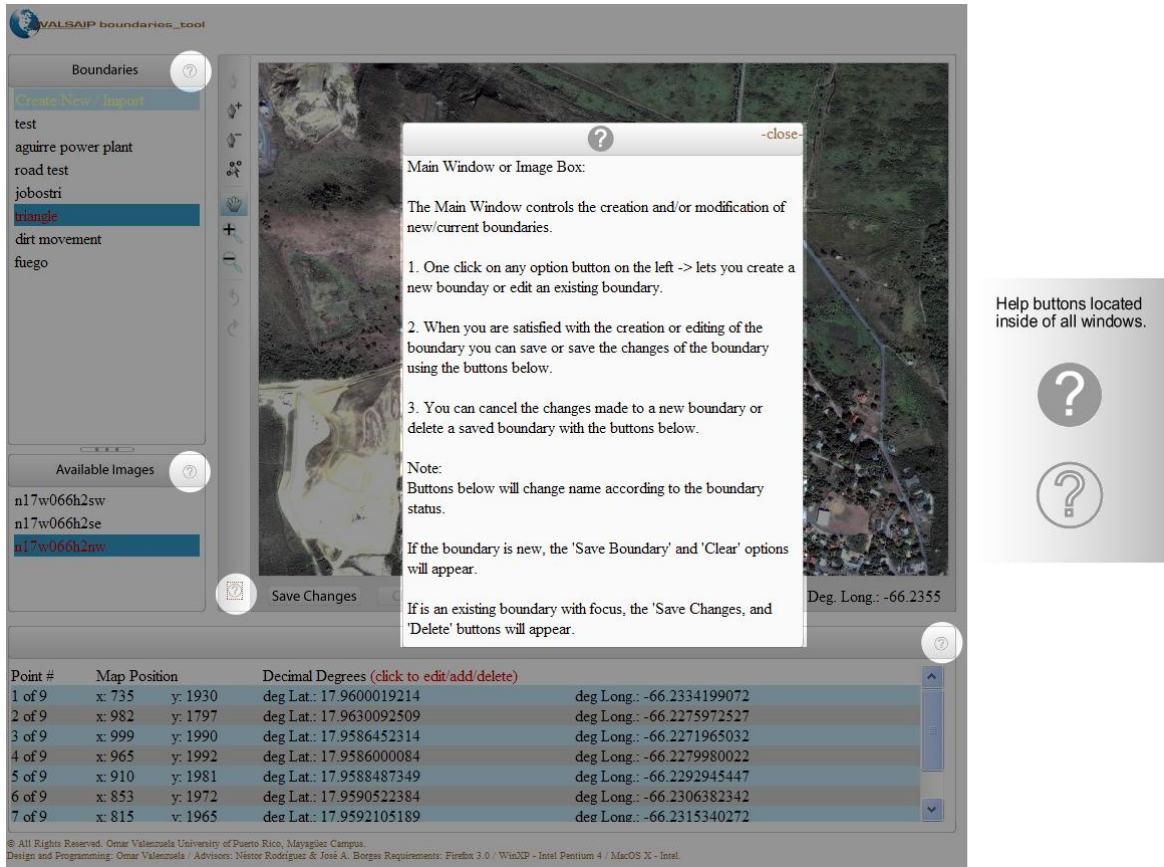 VALSAIP boundaries_tool
Boundaries
Create New / Import
test
aguirre power plant
road test
jobostri
triangle
dirt movement
fuego
Available Images
n17w066h2sw
n17w066h2se
n17w066h2nw
-close-
Main Window or Image Box:
The Main Window controls the creation and/or modification of
new/current boundaries.
1. One click on any option button on the left -> lets you create a
new bounday or edit an existing boundary.
2. When you are satisfied with the creation or editing of the
boundary you can save or save the changes of the boundary
using the buttons below.
3. You can cancel the changes made to a new boundary or
delete a saved boundary with the buttons below.
Note:
Buttons below will change name according to the boundary
status.
If the boundary is new, the 'Save Boundary' and 'Clear' options
will appear.
If is an existing boundary with focus, the 'Save Changes, and
'Delete' buttons will appear.
Save Changes
Deg. Long.: -66.2355
Point # Map Position Decimal Degrees (click to edit/add/delete)
1 of 9 x: 735 y: 1930 deg Lat.: 17.9600019214 deg Long.: -66.2334199072
2 of 9 x: 982 y: 1797 deg Lat.: 17.9630092509 deg Long.: -66.2275972527
3 of 9 x: 999 y: 1990 deg Lat.: 17.9586452314 deg Long.: -66.2271965032
4 of 9 x: 965 y: 1992 deg Lat.: 17.9586000084 deg Long.: -66.2279980022
5 of 9 x: 910 y: 1981 deg Lat.: 17.9588487349 deg Long.: -66.2292945447
6 of 9 x: 853 y: 1972 deg Lat.: 17.9590522384 deg Long.: -66.2306382342
7 of 9 x: 815 y: 1965 deg Lat.: 17.9592105189 deg Long.: -66.2315340272
© All Rights Reserved. Omar Valenzuela University of Puerto Rico, Mayagüez Campus.
Design and Programming: Omar Valenzuela / Advisors: Néstor Rodríguez & José A. Borges Requirements: Firefox 3.0 / WinXP - Intel Pentium 4 / MacOS X - Intel.
Help buttons located
inside of all windows.